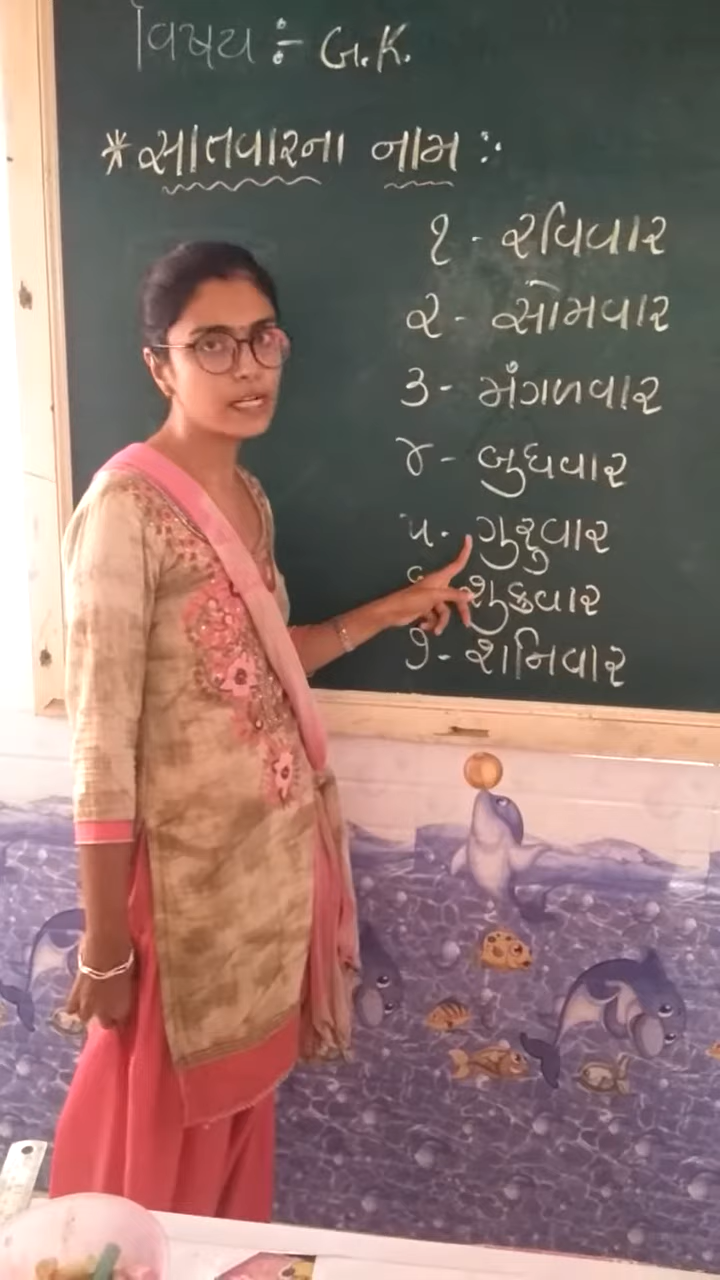 વિષય :- G.K.
* સાતવારના નામ :-
૧ - રવિવાર
૨ - સોમવાર
૩ - મંગળવાર
૪ - બુધવાર
૫ - ગુરુવાર
૬ શુક્રવાર
૭ - શનિવાર